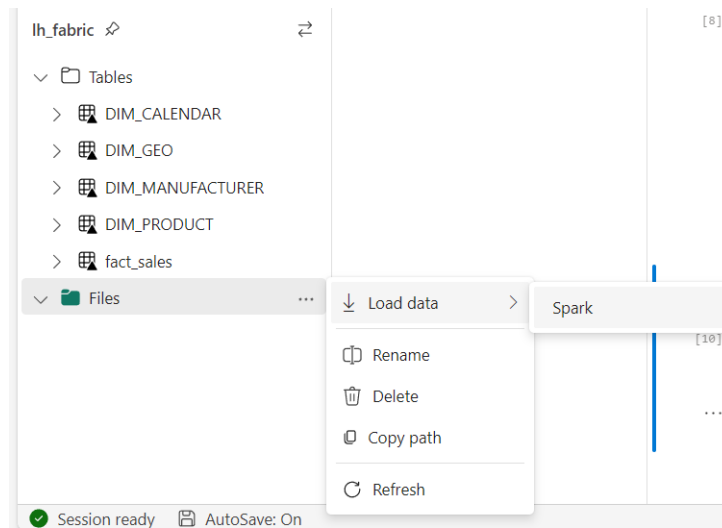 lh_fabric
Tables
DIM_CALENDAR
DIM_GEO
DIM_MANUFACTURER
DIM_PRODUCT
fact_sales
Files
...
Load data
Spark
Rename
Delete
Copy path
Refresh
[8]
[10]
...
Session ready
AutoSave: On